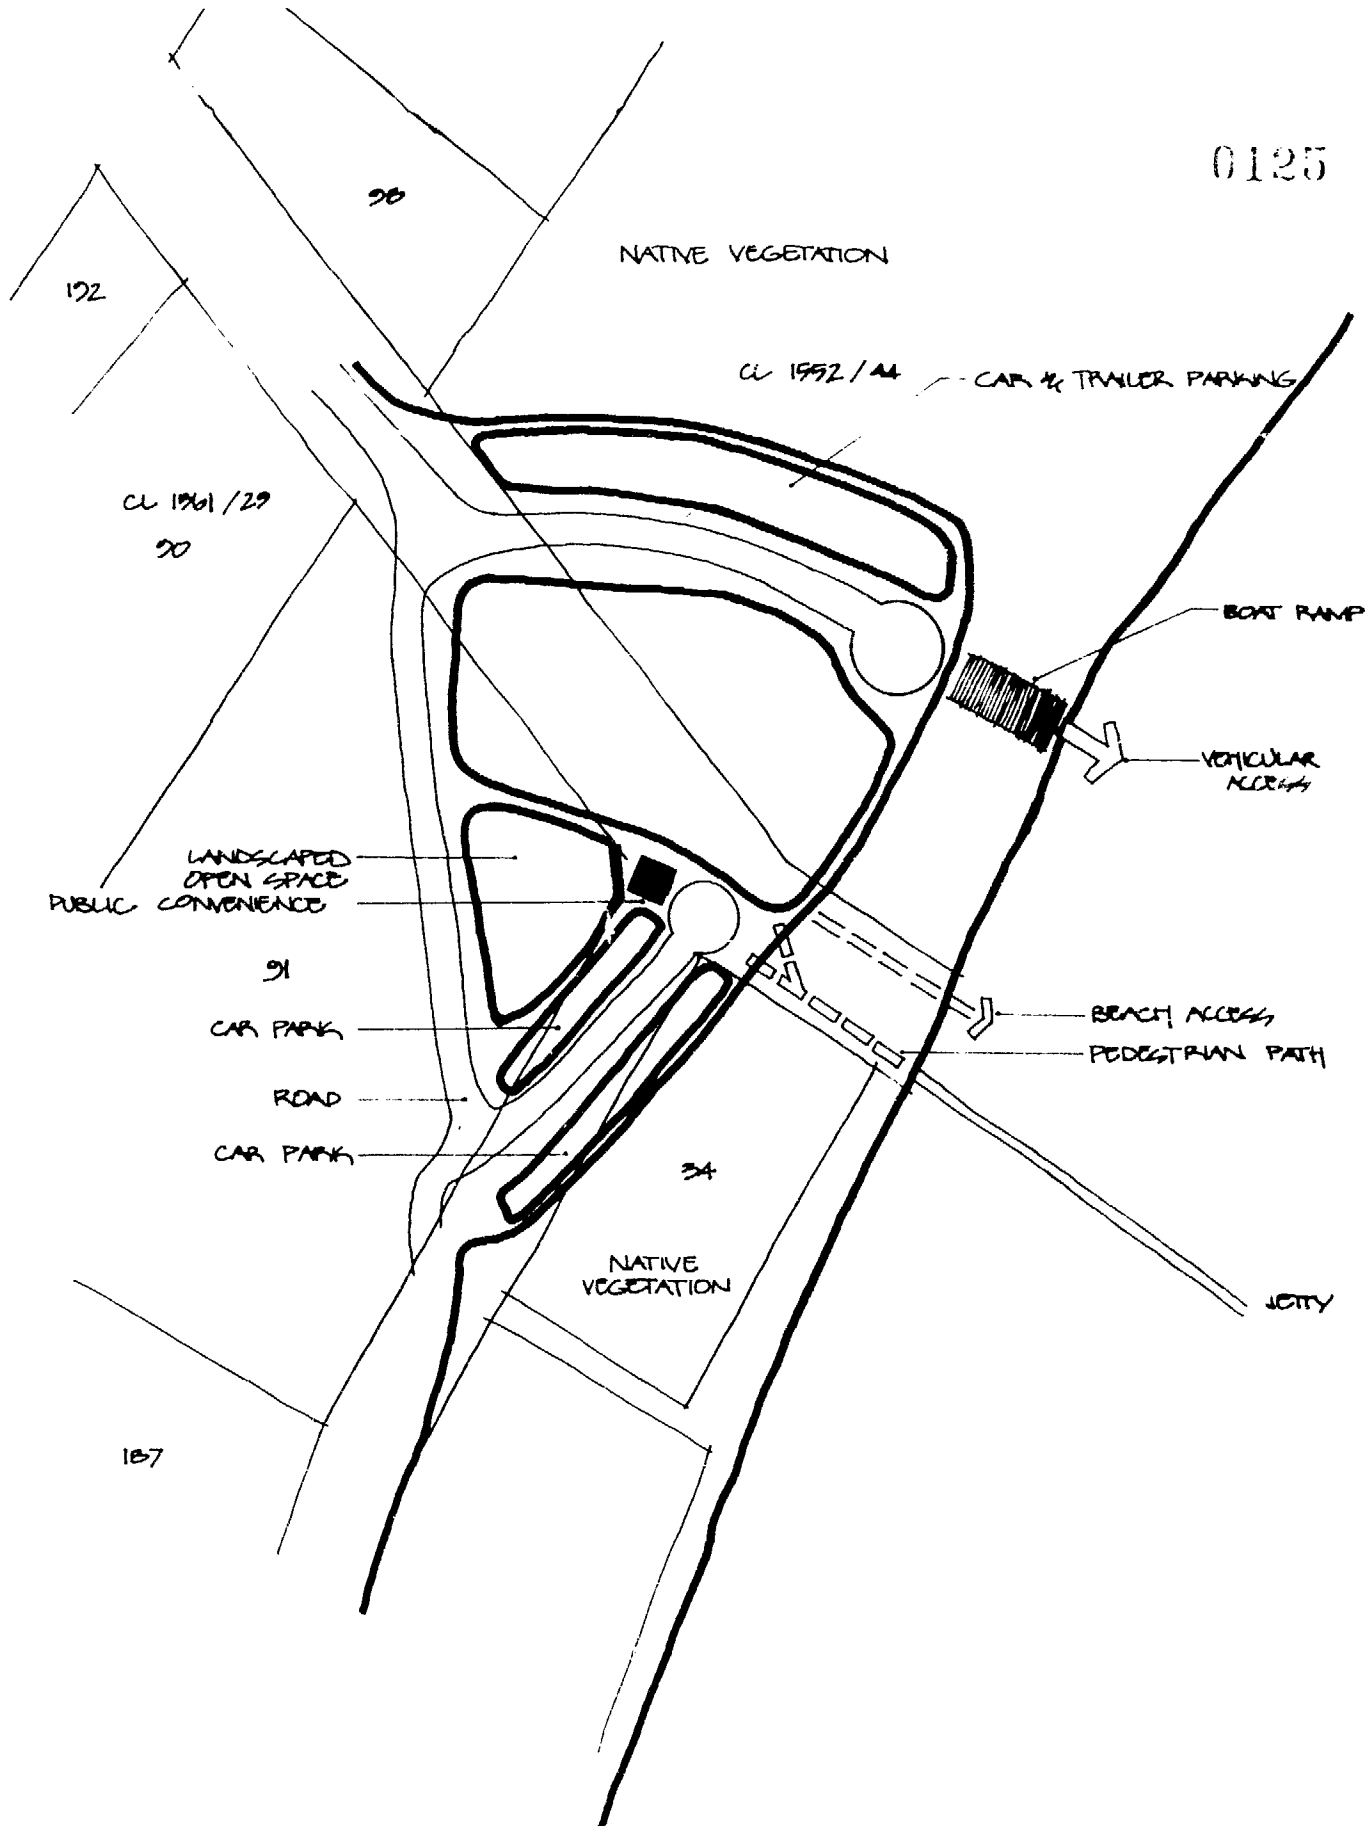 0125
98
NATIVE VEGETATION
192
CL 1552/44
CAR & TRAILER PARKING
CL 1361/29
90
BOAT RAMP
VEHICULAR
ACCESS
LANDSCAPED
OPEN SPACE
PUBLIC CONVENIENCE
91
CAR PARK
BEACH ACCESS
PEDESTRIAN PATH
ROAD
CAR PARK
34
NATIVE
VEGETATION
JETTY
187